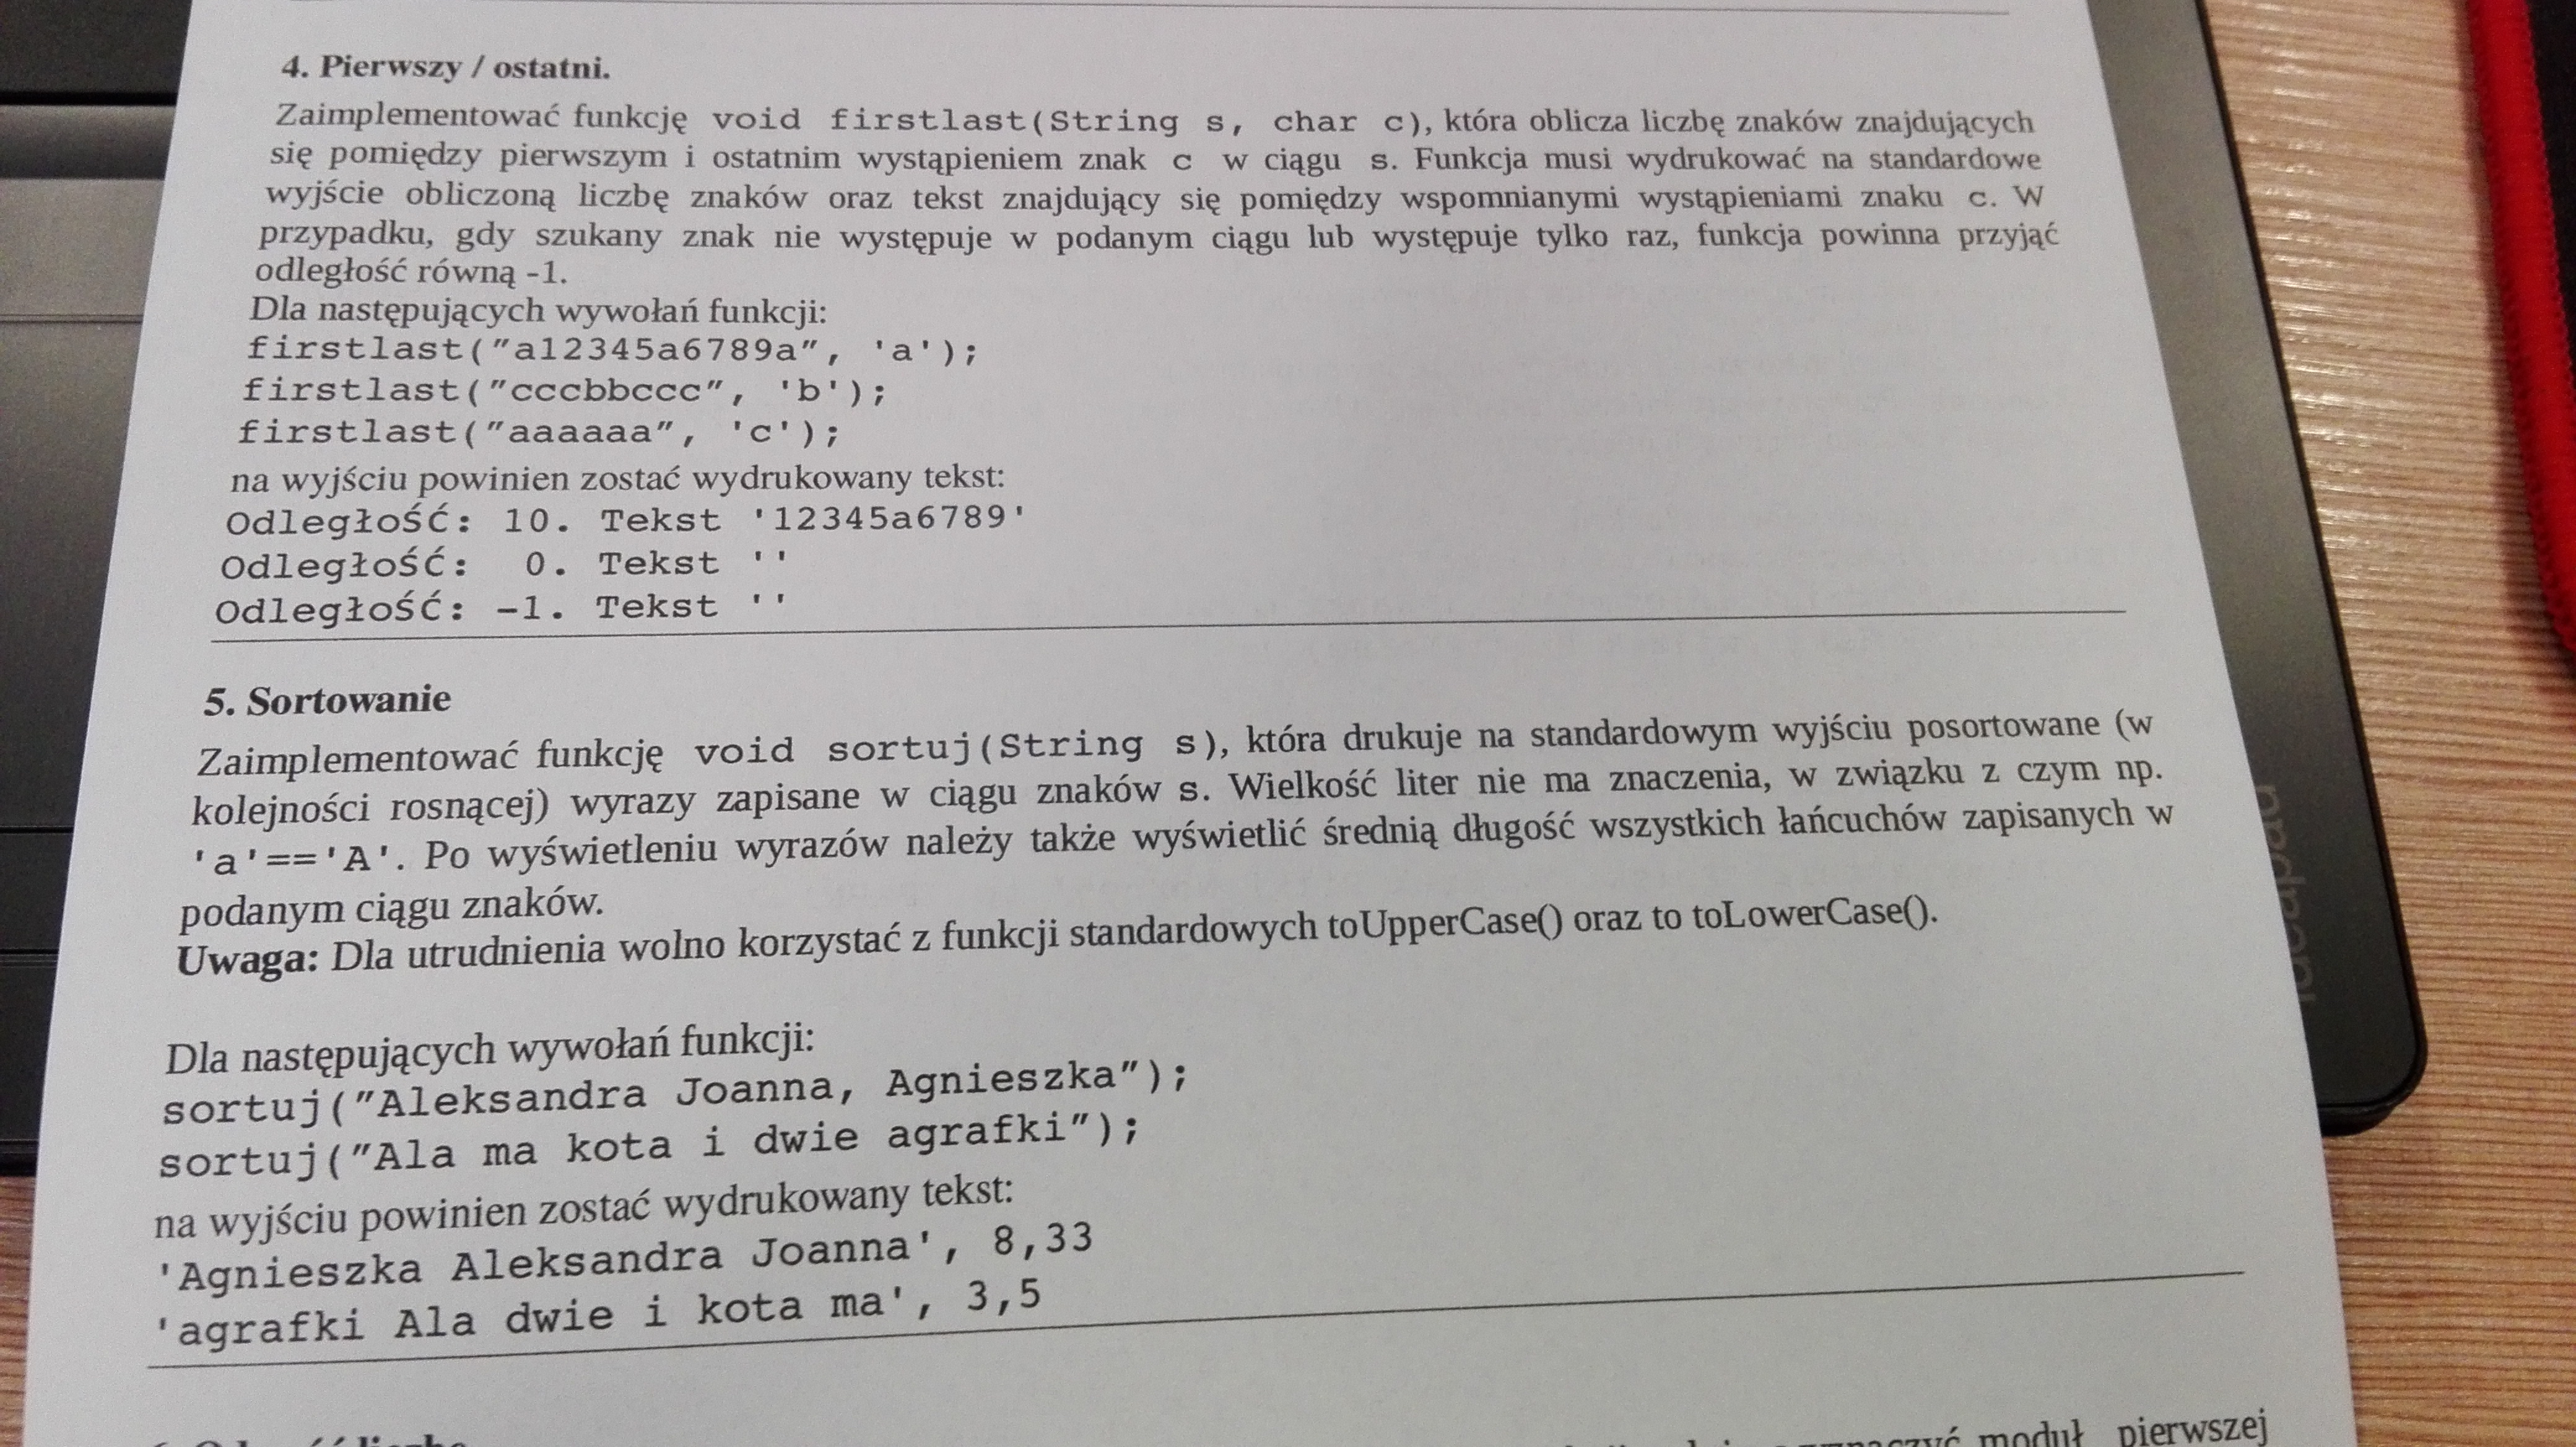 4. Pierwszy / ostatni.
Zaimplementować funkcję void firstlast(String s, char c), która oblicza liczbę znaków znajdujących
się pomiędzy pierwszym i ostatnim wystąpieniem znak c w ciągu s. Funkcja musi wydrukować na standardowe
wyjście obliczoną liczbę znaków oraz tekst znajdujący się pomiędzy wspomnianymi wystąpieniami znaku c. W
przypadku, gdy szukany znak nie występuje w podanym ciągu lub występuje tylko raz, funkcja powinna przyjąć
odległość równą -1.
Dla następujących wywołań funkcji:
firstlast("a12345a6789a", 'a');
firstlast("cccbbccc", 'b');
firstlast("aaaaaa", 'c');
na wyjściu powinien zostać wydrukowany tekst:
Odległość: 10. Tekst '12345a6789'
Odległość:  0. Tekst ''
Odległość: -1. Tekst ''
5. Sortowanie
Zaimplementować funkcję void sortuj(String s), która drukuje na standardowym wyjściu posortowane (w
kolejności rosnącej) wyrazy zapisane w ciągu znaków s. Wielkość liter nie ma znaczenia, w związku z czym np.
'a'=='A'. Po wyświetleniu wyrazów należy także wyświetlić średnią długość wszystkich łańcuchów zapisanych w
podanym ciągu znaków.
Uwaga: Dla utrudnienia wolno korzystać z funkcji standardowych toUpperCase() oraz to toLowerCase().
Dla następujących wywołań funkcji:
sortuj("Aleksandra Joanna, Agnieszka");
sortuj("Ala ma kota i dwie agrafki");
na wyjściu powinien zostać wydrukowany tekst:
'Agnieszka Aleksandra Joanna', 8,33
'agrafki Ala dwie i kota ma', 3,5
moduł pierwszej
ideapad